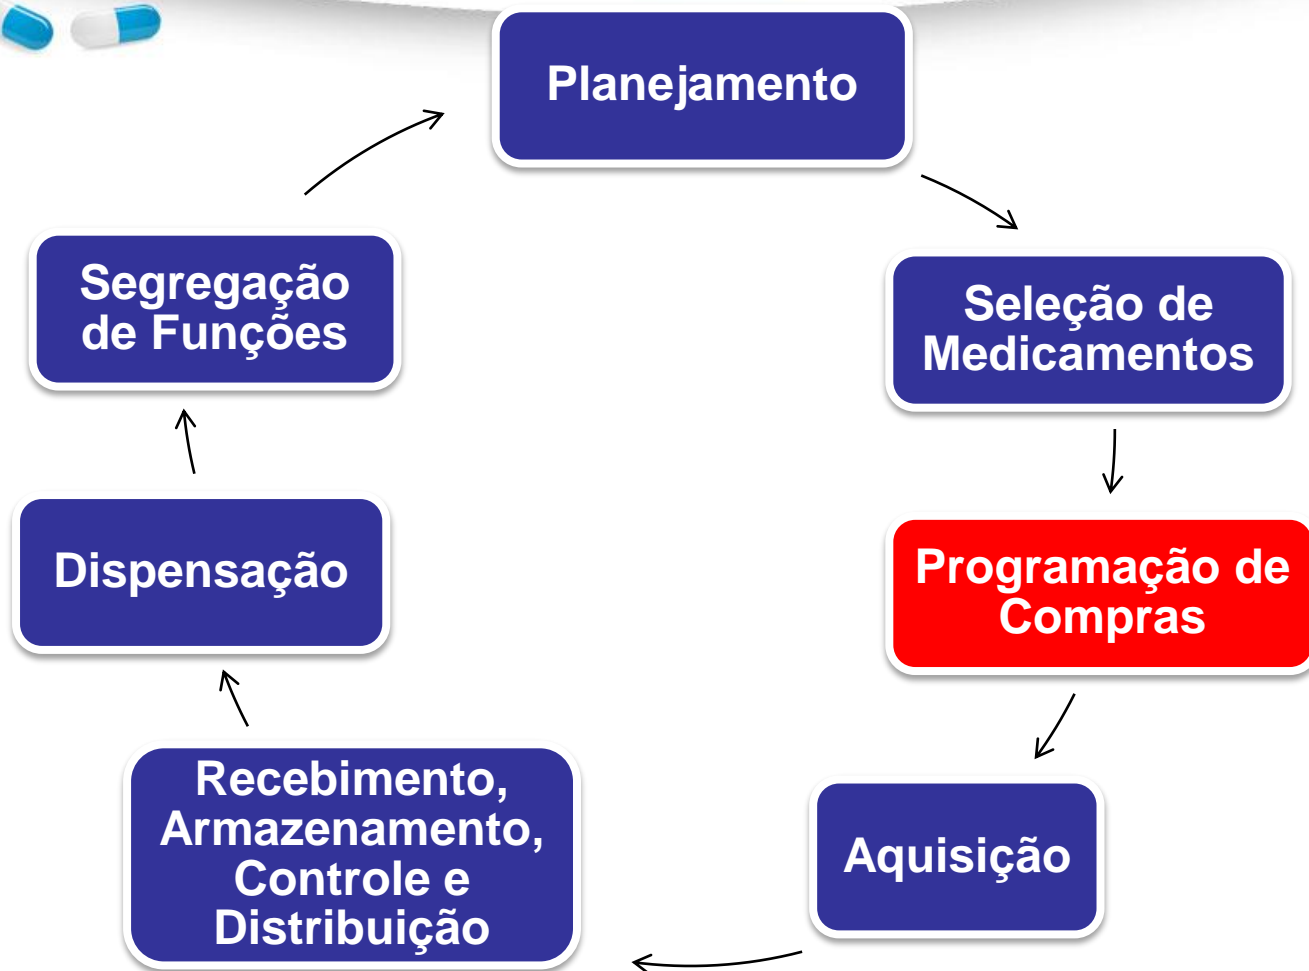 Planejamento
Seleção de
Medicamentos
Programação de
Compras
Aquisição
Recebimento,
Armazenamento,
Controle e
Distribuição
Dispensação
Segregação
de Funções